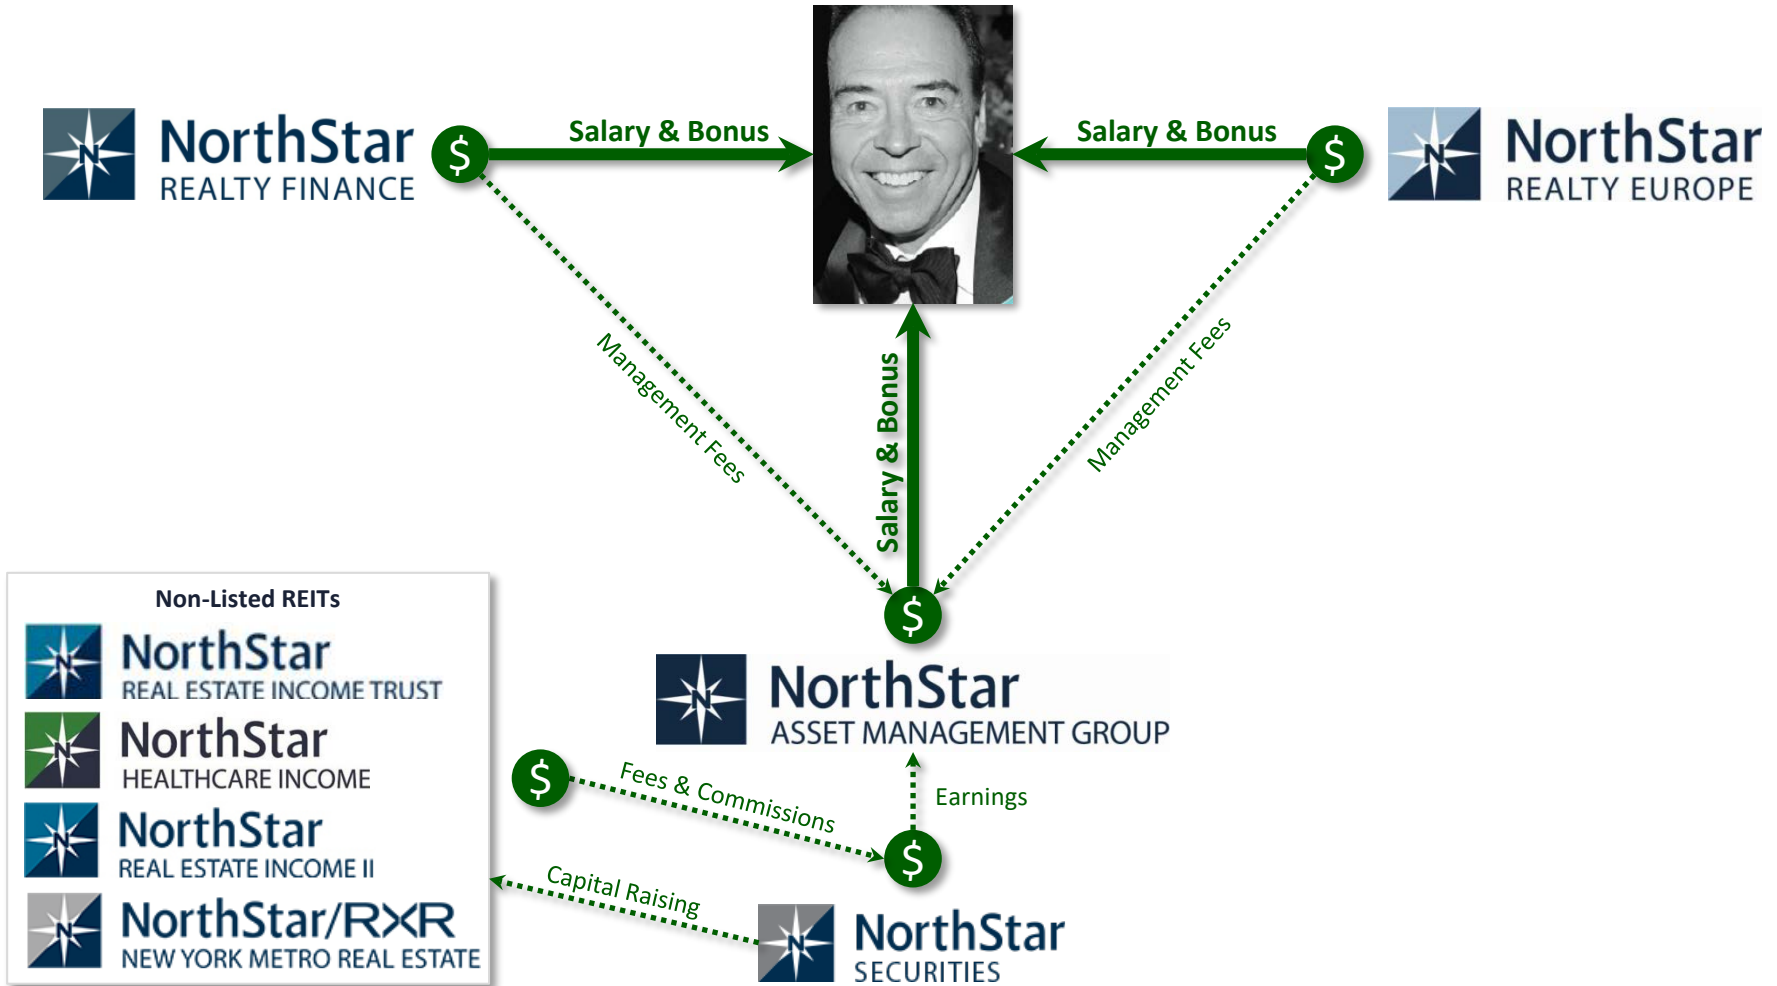 NorthStar
REALTY FINANCE
$
Salary & Bonus
Salary & Bonus
$
NorthStar
REALTY EUROPE
Management Fees
Salary & Bonus
Management Fees
$
NorthStar
ASSET MANAGEMENT GROUP
Non-Listed REITs
NorthStar
REAL ESTATE INCOME TRUST
NorthStar
HEALTHCARE INCOME
NorthStar
REAL ESTATE INCOME II
NorthStar/RXR
NEW YORK METRO REAL ESTATE
$
Fees & Commissions
Earnings
$
Capital Raising
NorthStar
SECURITIES
N
N
N
N
N
N
N
N